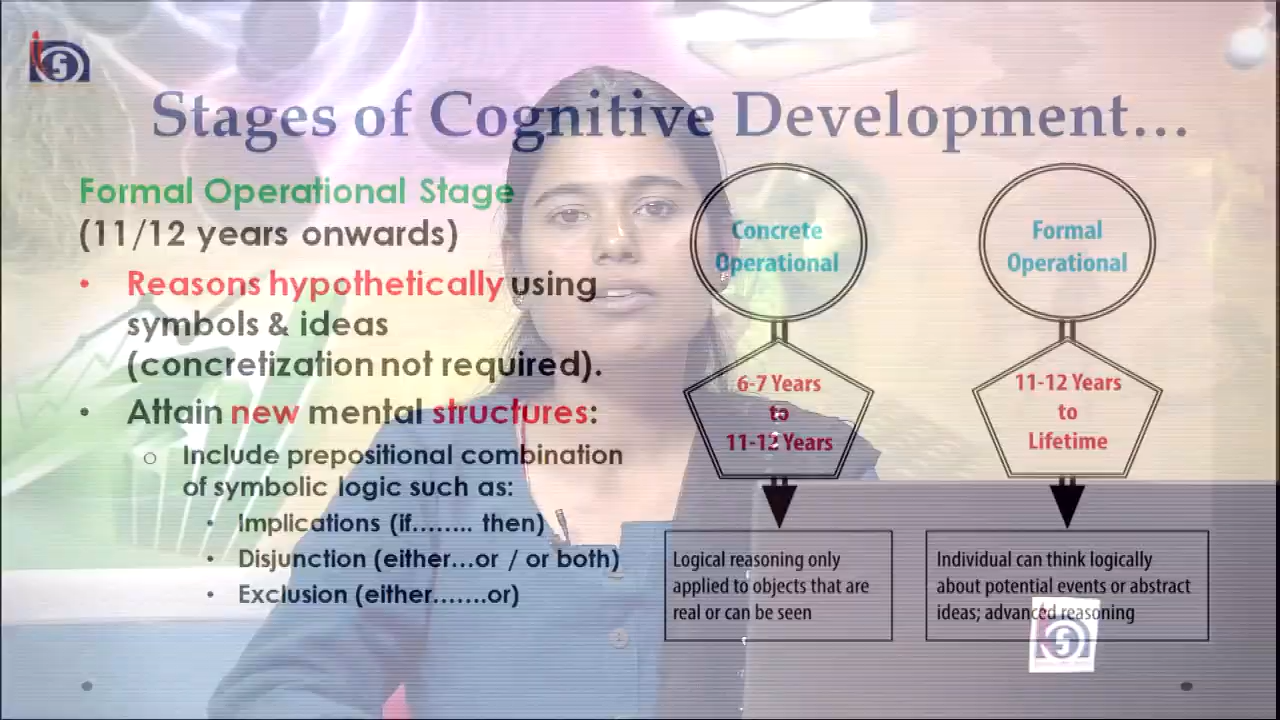 Stages of Cognitive Development...
Formal Operational Stage
(11/12 years onwards)
• Reasons hypothetically using
symbols & ideas
(concretization not required).
• Attain new mental structures:
o Include prepositional combination
of symbolic logic such as:
• Implications (if........ then)
• Disjunction (either...or / or both)
• Exclusion (either.......or)
Concrete
Operational
6-7 Years
to
11-12 Years
Logical reasoning only
applied to objects that are
real or can be seen
Formal
Operational
11-12 Years
to
Lifetime
Individual can think logically
about potential events or abstract
ideas; advanced reasoning